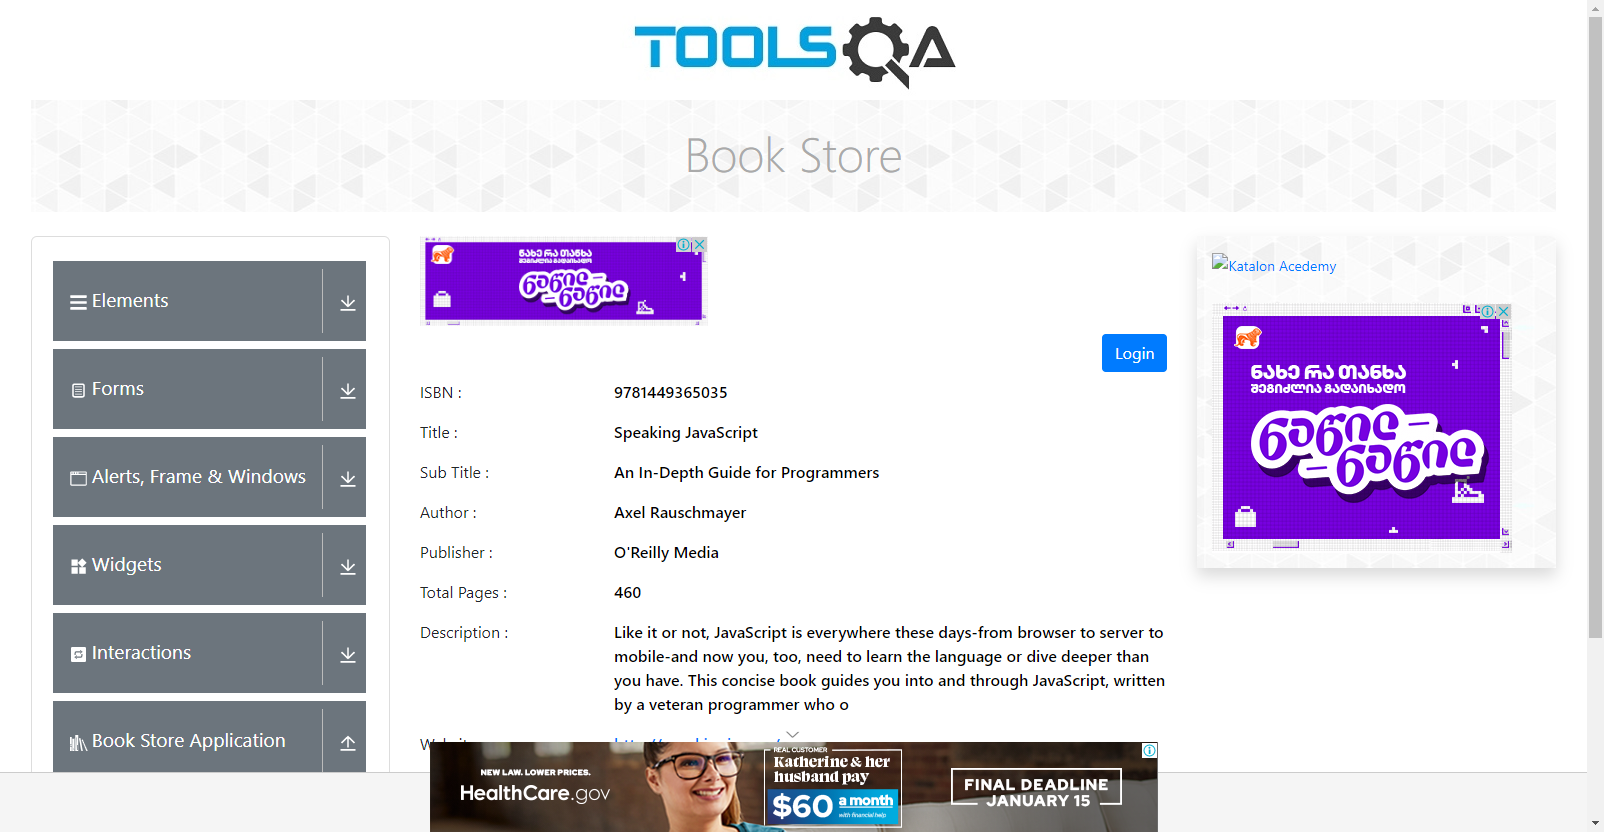 TOOLSQA
Book Store
Elements
Forms
Alerts, Frame & Windows
Widgets
Interactions
Book Store Application
ნახე რა თანხა
შეგიძლია გადაიხადო
ნაწილ–
–ნაწილ
Login
ISBN : 9781449365035
Title : Speaking JavaScript
Sub Title : An In-Depth Guide for Programmers
Author : Axel Rauschmayer
Publisher : O'Reilly Media
Total Pages : 460
Description : Like it or not, JavaScript is everywhere these days-from browser to server to
mobile-and now you, too, need to learn the language or dive deeper than
you have. This concise book guides you into and through JavaScript, written
by a veteran programmer who o
Katalon Acedemy
ნახე რა თანხა
შეგიძლია გადაიხადო
ნაწილ–
–ნაწილ
NEW LAW. LOWER PRICES.
HealthCare.gov
REAL CUSTOMER
Katherine & her
husband pay
$60 a month
with financial help
FINAL DEADLINE
JANUARY 15